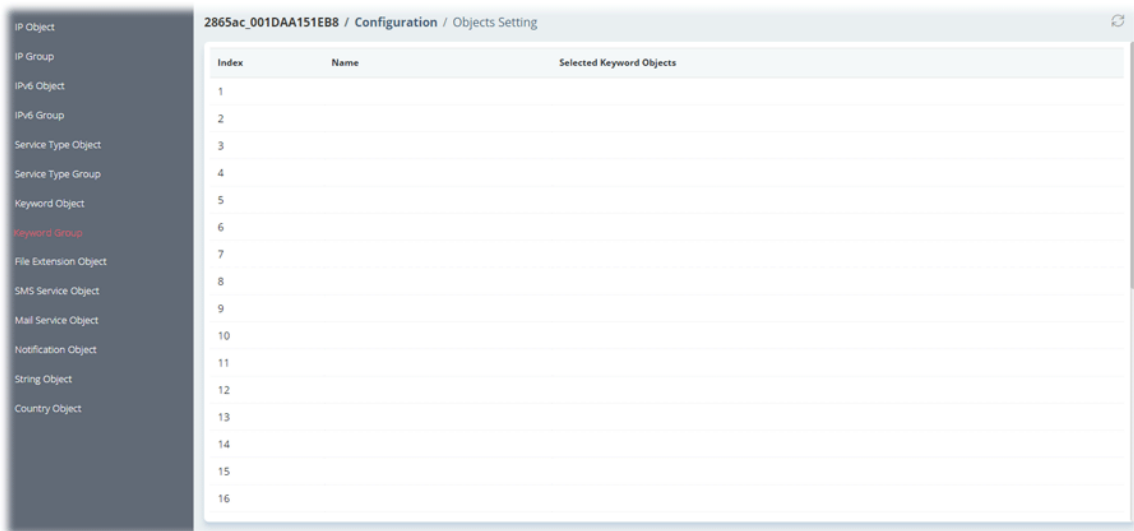 IP Object
IP Group
IPv6 Object
IPv6 Group
Service Type Object
Service Type Group
Keyword Object
Keyword Group
File Extension Object
SMS Service Object
Mail Service Object
Notification Object
String Object
Country Object
2865ac_001DAA151EB8 / Configuration / Objects Setting
Index Name Selected Keyword Objects
1
2
3
4
5
6
7
8
9
10
11
12
13
14
15
16